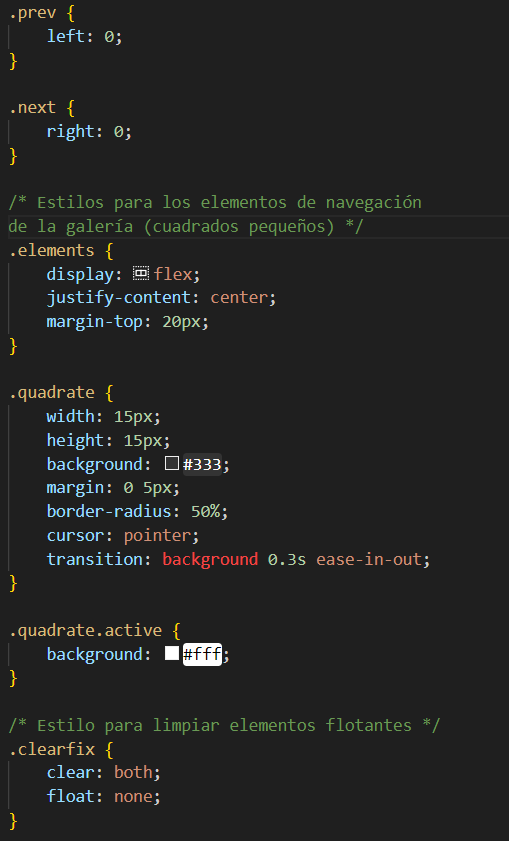 .prev {
    left: 0;
}

.next {
    right: 0;
}

/* Estilos para los elementos de navegación
de la galería (cuadrados pequeños) */
.elements {
    display: flex;
    justify-content: center;
    margin-top: 20px;
}

.quadrate {
    width: 15px;
    height: 15px;
    background: #333;
    margin: 0 5px;
    border-radius: 50%;
    cursor: pointer;
    transition: background 0.3s ease-in-out;
}

.quadrate.active {
    background: #fff;
}

/* Estilo para limpiar elementos flotantes */
.clearfix {
    clear: both;
    float: none;
}